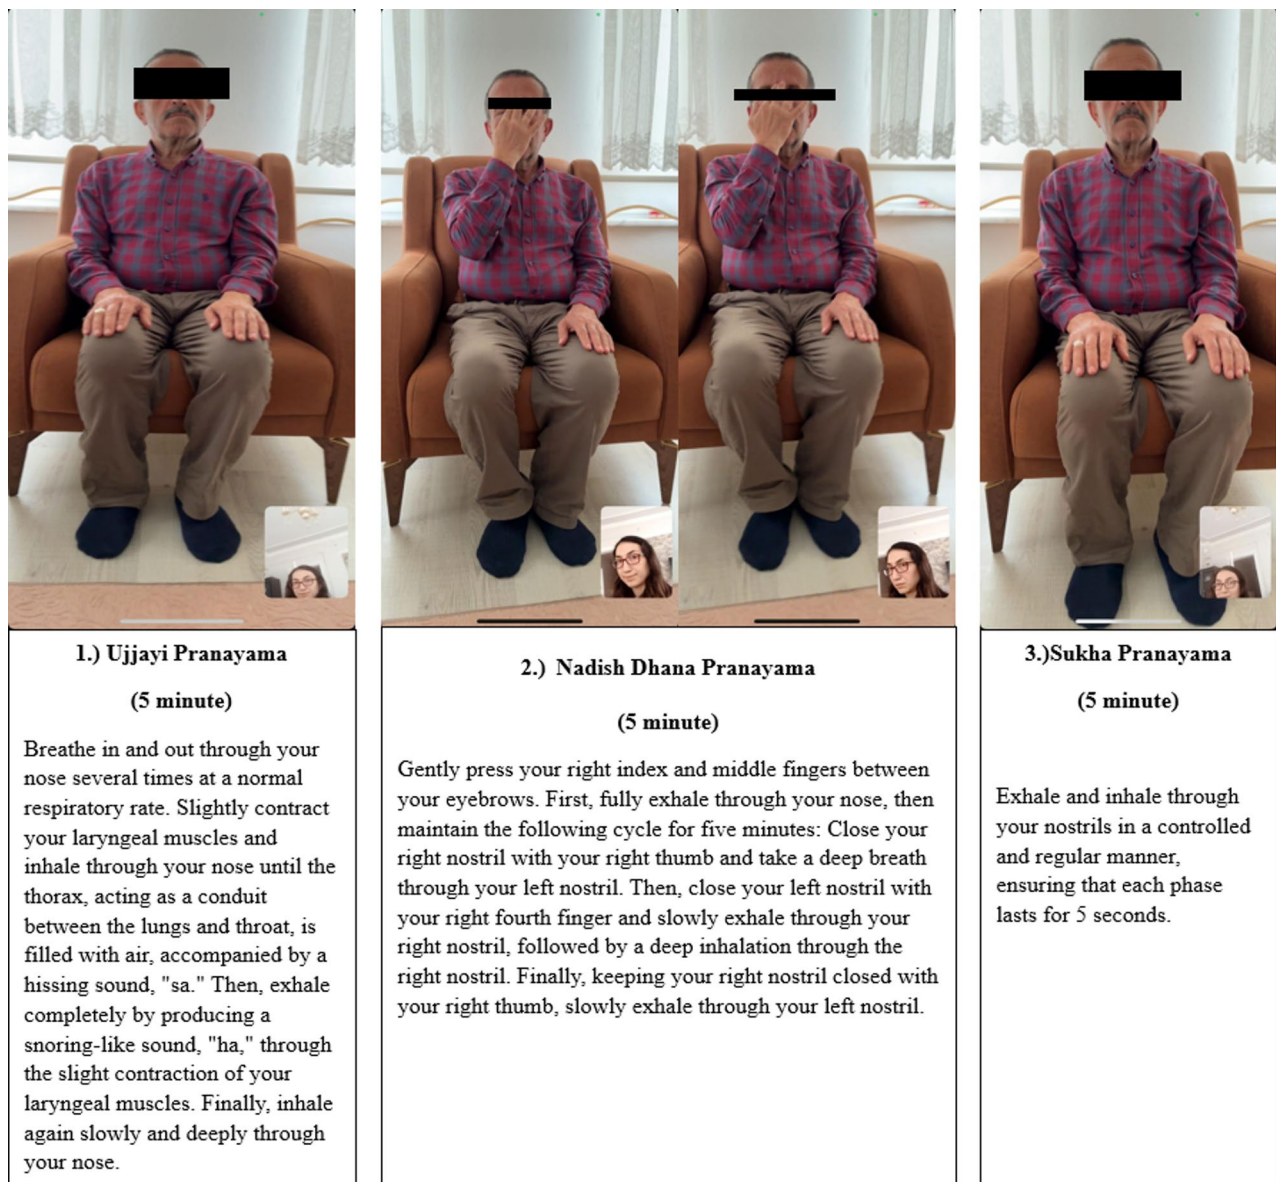 1.) Ujjayi Pranayama
(5 minute)
Breathe in and out through your
nose several times at a normal
respiratory rate. Slightly contract
your laryngeal muscles and
inhale through your nose until the
thorax, acting as a conduit
between the lungs and throat, is
filled with air, accompanied by a
hissing sound, "sa." Then, exhale
completely by producing a
snoring-like sound, "ha," through
the slight contraction of your
laryngeal muscles. Finally, inhale
again slowly and deeply through
your nose.
2.) Nadish Dhana Pranayama
(5 minute)
Gently press your right index and middle fingers between
your eyebrows. First, fully exhale through your nose, then
maintain the following cycle for five minutes: Close your
right nostril with your right thumb and take a deep breath
through your left nostril. Then, close your left nostril with
your right fourth finger and slowly exhale through your
right nostril, followed by a deep inhalation through the
right nostril. Finally, keeping your right nostril closed with
your right thumb, slowly exhale through your left nostril.
3.)Sukha Pranayama
(5 minute)
Exhale and inhale through
your nostrils in a controlled
and regular manner,
ensuring that each phase
lasts for 5 seconds.